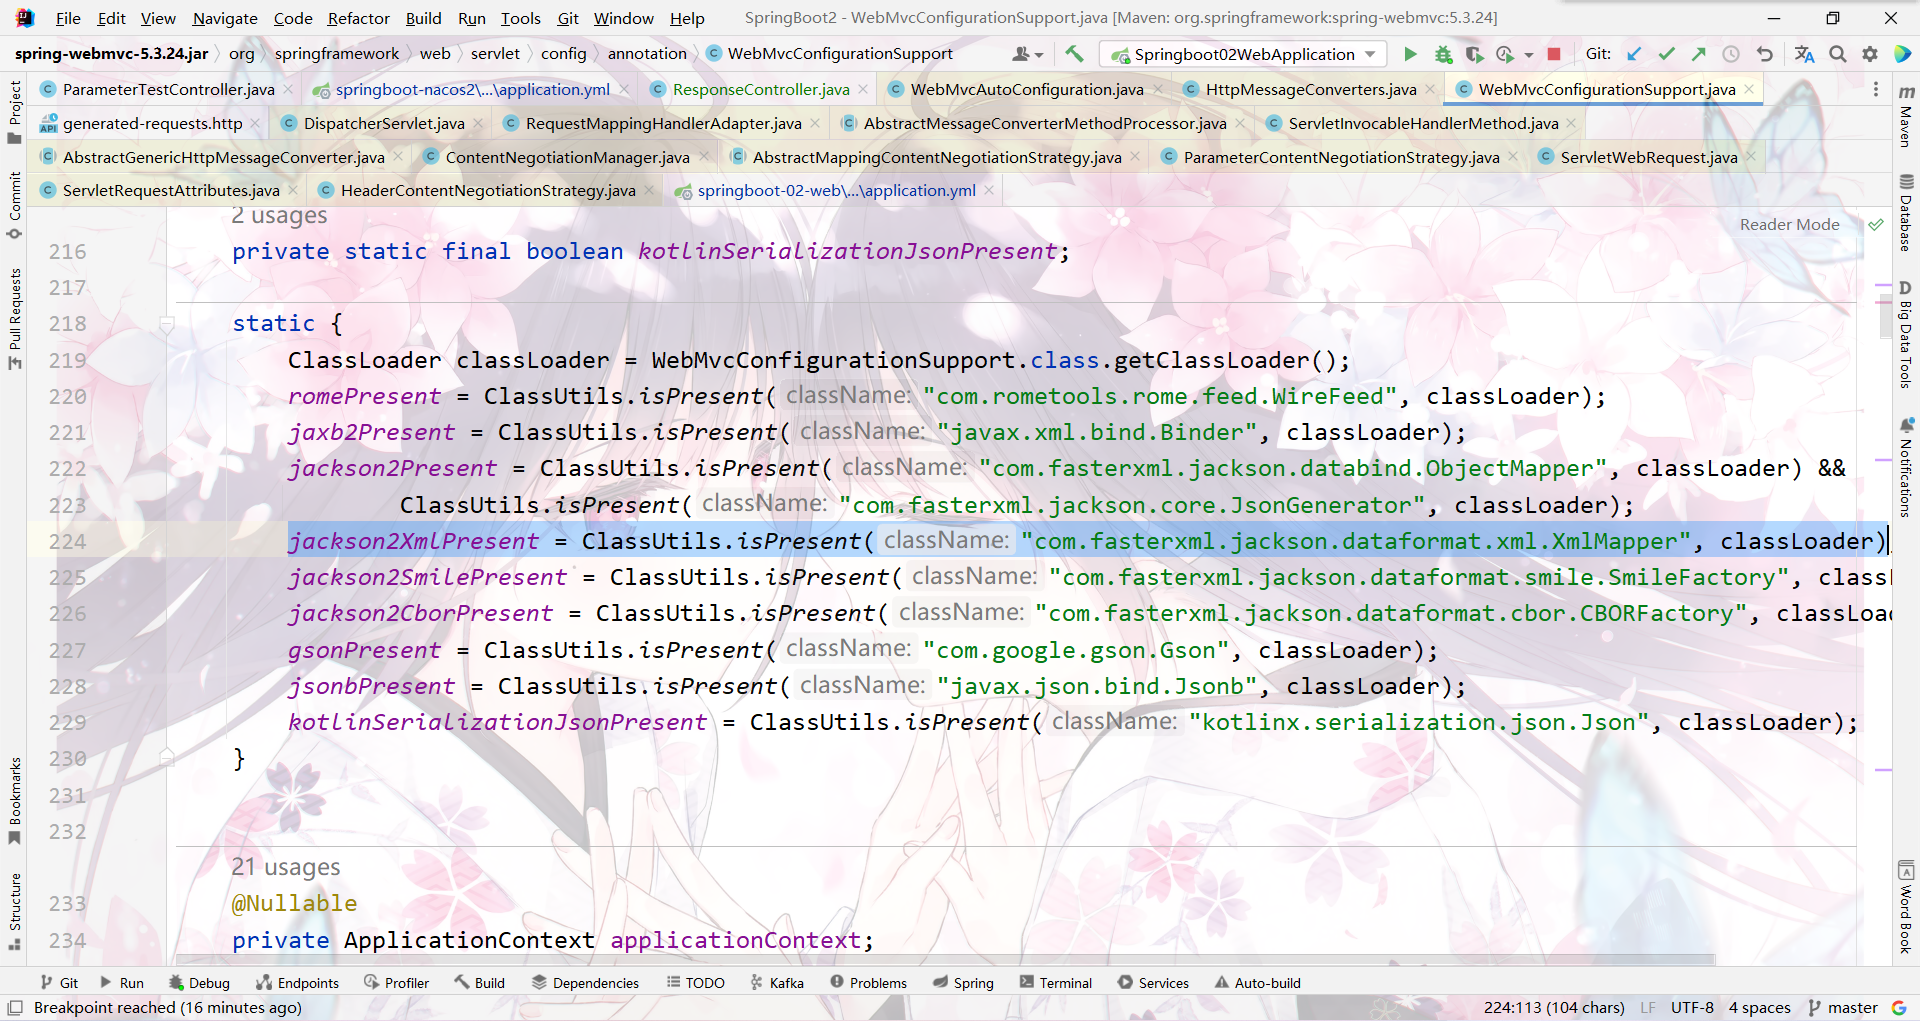 File Edit View Navigate Code Refactor Build Run Tools Git Window Help SpringBoot2 - WebMvcConfigurationSupport.java [Maven: org.springframework:spring-webmvc:5.3.24]
spring-webmvc-5.3.24.jar org springframework web servlet config annotation WebMvcConfigurationSupport Springboot02WebApplication Git:
ParameterTestController.java springboot-nacos2\...\application.yml ResponseController.java WebMvcAutoConfiguration.java HttpMessageConverters.java WebMvcConfigurationSupport.java
generated-requests.http DispatcherServlet.java RequestMappingHandlerAdapter.java AbstractMessageConverterMethodProcessor.java ServletInvocableHandlerMethod.java
AbstractGenericHttpMessageConverter.java ContentNegotiationManager.java AbstractMappingContentNegotiationStrategy.java ParameterContentNegotiationStrategy.java ServletWebRequest.java
ServletRequestAttributes.java HeaderContentNegotiationStrategy.java springboot-02-web\...\application.yml
Project
Commit
Pull Requests
Bookmarks
Structure
2 usages
Reader Mode
216 private static final boolean kotlinSerializationJsonPresent;
217
218 static {
219 ClassLoader classLoader = WebMvcConfigurationSupport.class.getClassLoader();
220 romePresent = ClassUtils.isPresent( className: "com.rometools.rome.feed.WireFeed", classLoader);
221 jaxb2Present = ClassUtils.isPresent( className: "javax.xml.bind.Binder", classLoader);
222 jackson2Present = ClassUtils.isPresent( className: "com.fasterxml.jackson.databind.ObjectMapper", classLoader) &&
223 ClassUtils.isPresent( className: "com.fasterxml.jackson.core.JsonGenerator", classLoader);
224 jackson2XmlPresent = ClassUtils.isPresent( className: "com.fasterxml.jackson.dataformat.xml.XmlMapper", classLoader)
225 jackson2SmilePresent = ClassUtils.isPresent( className: "com.fasterxml.jackson.dataformat.smile.SmileFactory", class
226 jackson2CborPresent = ClassUtils.isPresent( className: "com.fasterxml.jackson.dataformat.cbor.CBORFactory", classLoa
227 gsonPresent = ClassUtils.isPresent( className: "com.google.gson.Gson", classLoader);
228 jsonbPresent = ClassUtils.isPresent( className: "javax.json.bind.Jsonb", classLoader);
229 kotlinSerializationJsonPresent = ClassUtils.isPresent( className: "kotlinx.serialization.json.Json", classLoader);
230 }
231
232
21 usages
233 @Nullable
234 private ApplicationContext applicationContext;
Maven
Database
Big Data Tools
Notifications
Word Book
Git Run Debug Endpoints Profiler Build Dependencies TODO Kafka Problems Spring Terminal Services Auto-build
Breakpoint reached (16 minutes ago) 224:113 (104 chars) LF UTF-8 4 spaces master